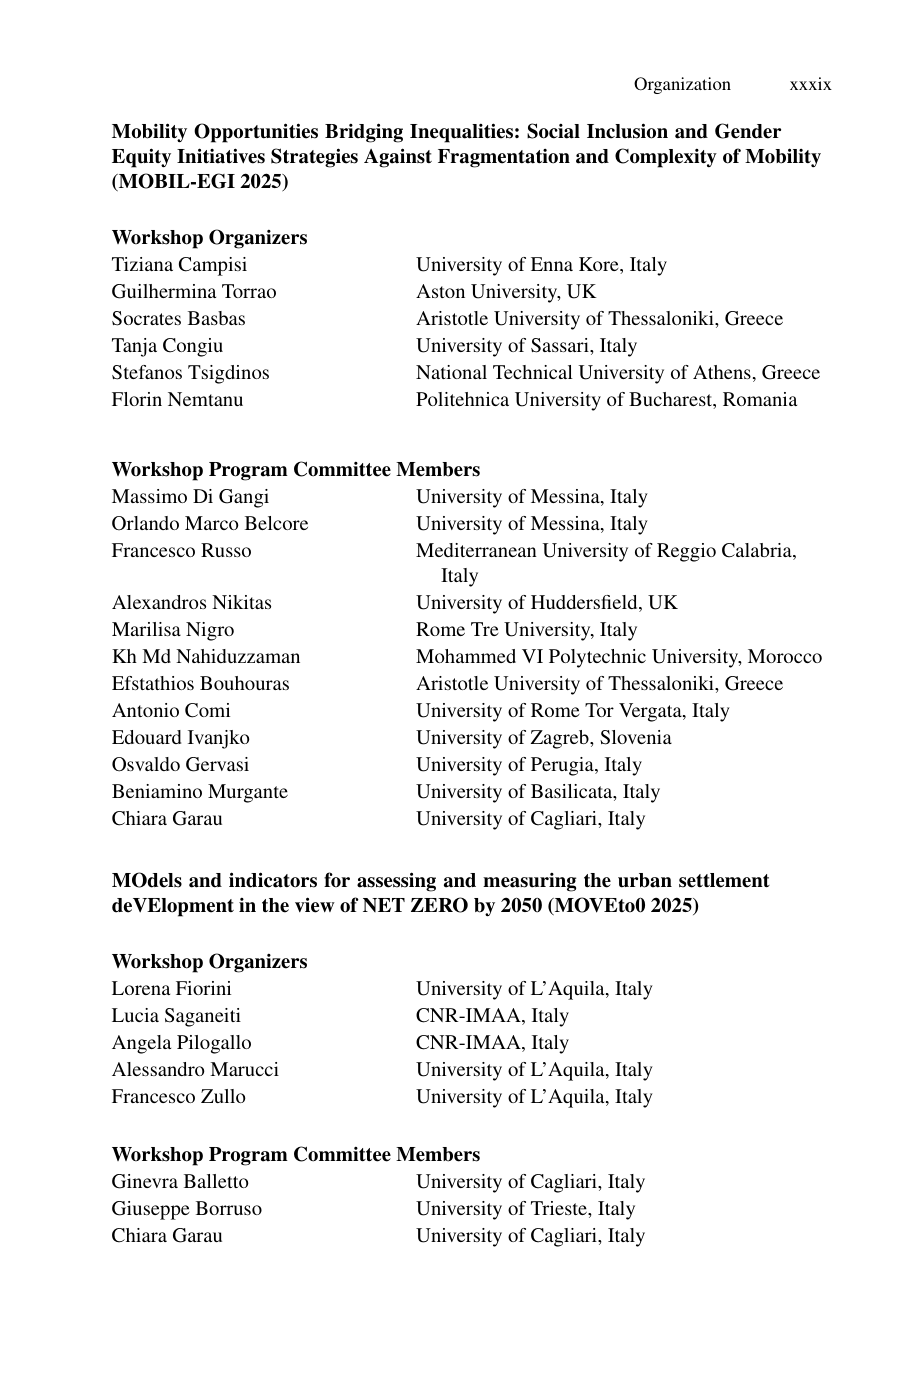 Organization xxxix
Mobility Opportunities Bridging Inequalities: Social Inclusion and Gender
Equity Initiatives Strategies Against Fragmentation and Complexity of Mobility
(MOBIL-EGI 2025)
Workshop Organizers
Tiziana Campisi University of Enna Kore, Italy
Guilhermina Torrao Aston University, UK
Socrates Basbas Aristotle University of Thessaloniki, Greece
Tanja Congiu University of Sassari, Italy
Stefanos Tsigdinos National Technical University of Athens, Greece
Florin Nemtanu Politehnica University of Bucharest, Romania
Workshop Program Committee Members
Massimo Di Gangi University of Messina, Italy
Orlando Marco Belcore University of Messina, Italy
Francesco Russo Mediterranean University of Reggio Calabria,
Italy
Alexandros Nikitas University of Huddersfield, UK
Marilisa Nigro Rome Tre University, Italy
Kh Md Nahiduzzaman Mohammed VI Polytechnic University, Morocco
Efstathios Bouhouras Aristotle University of Thessaloniki, Greece
Antonio Comi University of Rome Tor Vergata, Italy
Edouard Ivanjko University of Zagreb, Slovenia
Osvaldo Gervasi University of Perugia, Italy
Beniamino Murgante University of Basilicata, Italy
Chiara Garau University of Cagliari, Italy
MOdels and indicators for assessing and measuring the urban settlement
deVElopment in the view of NET ZERO by 2050 (MOVEto0 2025)
Workshop Organizers
Lorena Fiorini University of L’Aquila, Italy
Lucia Saganeiti CNR-IMAA, Italy
Angela Pilogallo CNR-IMAA, Italy
Alessandro Marucci University of L’Aquila, Italy
Francesco Zullo University of L’Aquila, Italy
Workshop Program Committee Members
Ginevra Balletto University of Cagliari, Italy
Giuseppe Borruso University of Trieste, Italy
Chiara Garau University of Cagliari, Italy